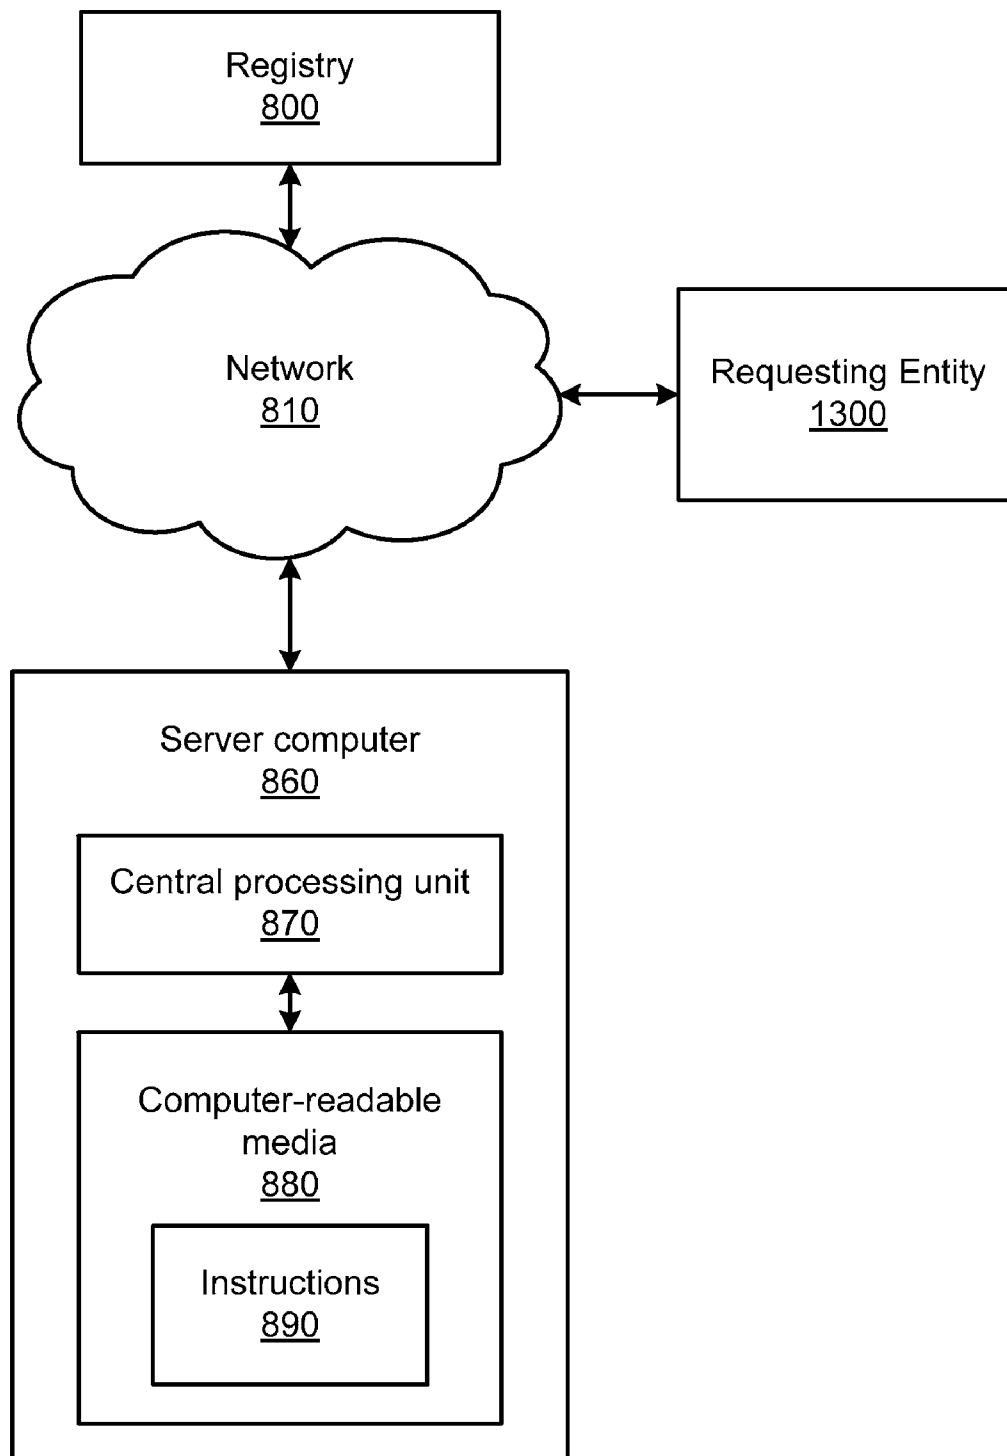 Registry
800
Network
810
Requesting Entity
1300
Server computer
860
Central processing unit
870
Computer-readable
media
880
Instructions
890